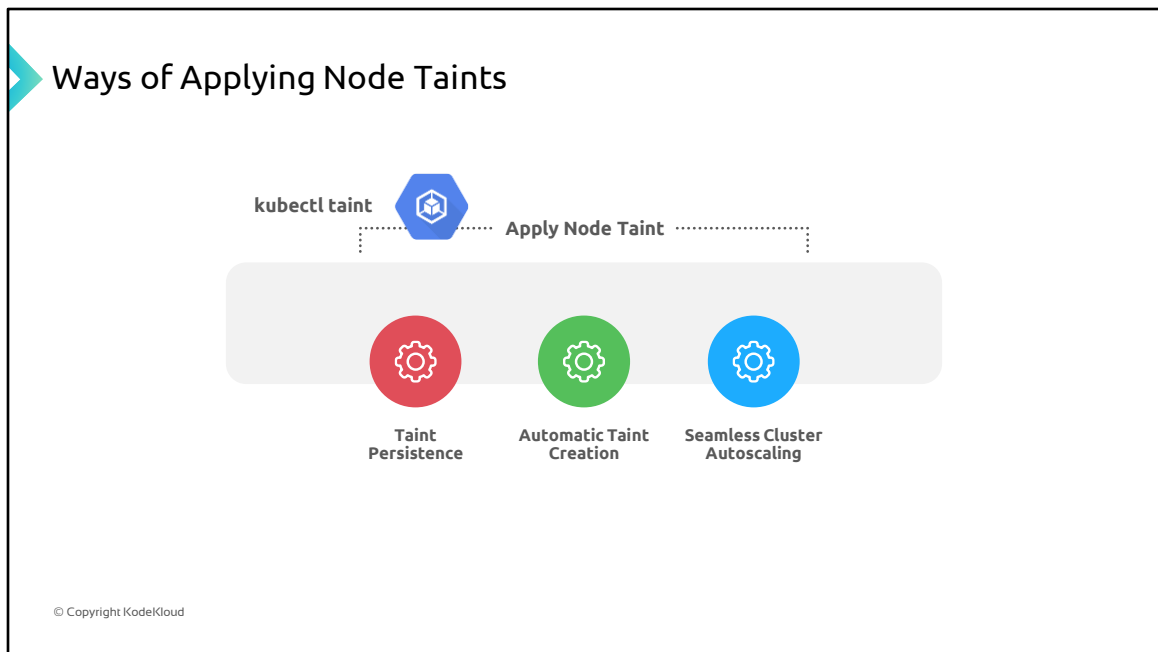 Ways of Applying Node Taints
kubectl taint
Apply Node Taint
Taint
Persistence
Automatic Taint
Creation
Seamless Cluster
Autoscaling
© Copyright KodeKloud